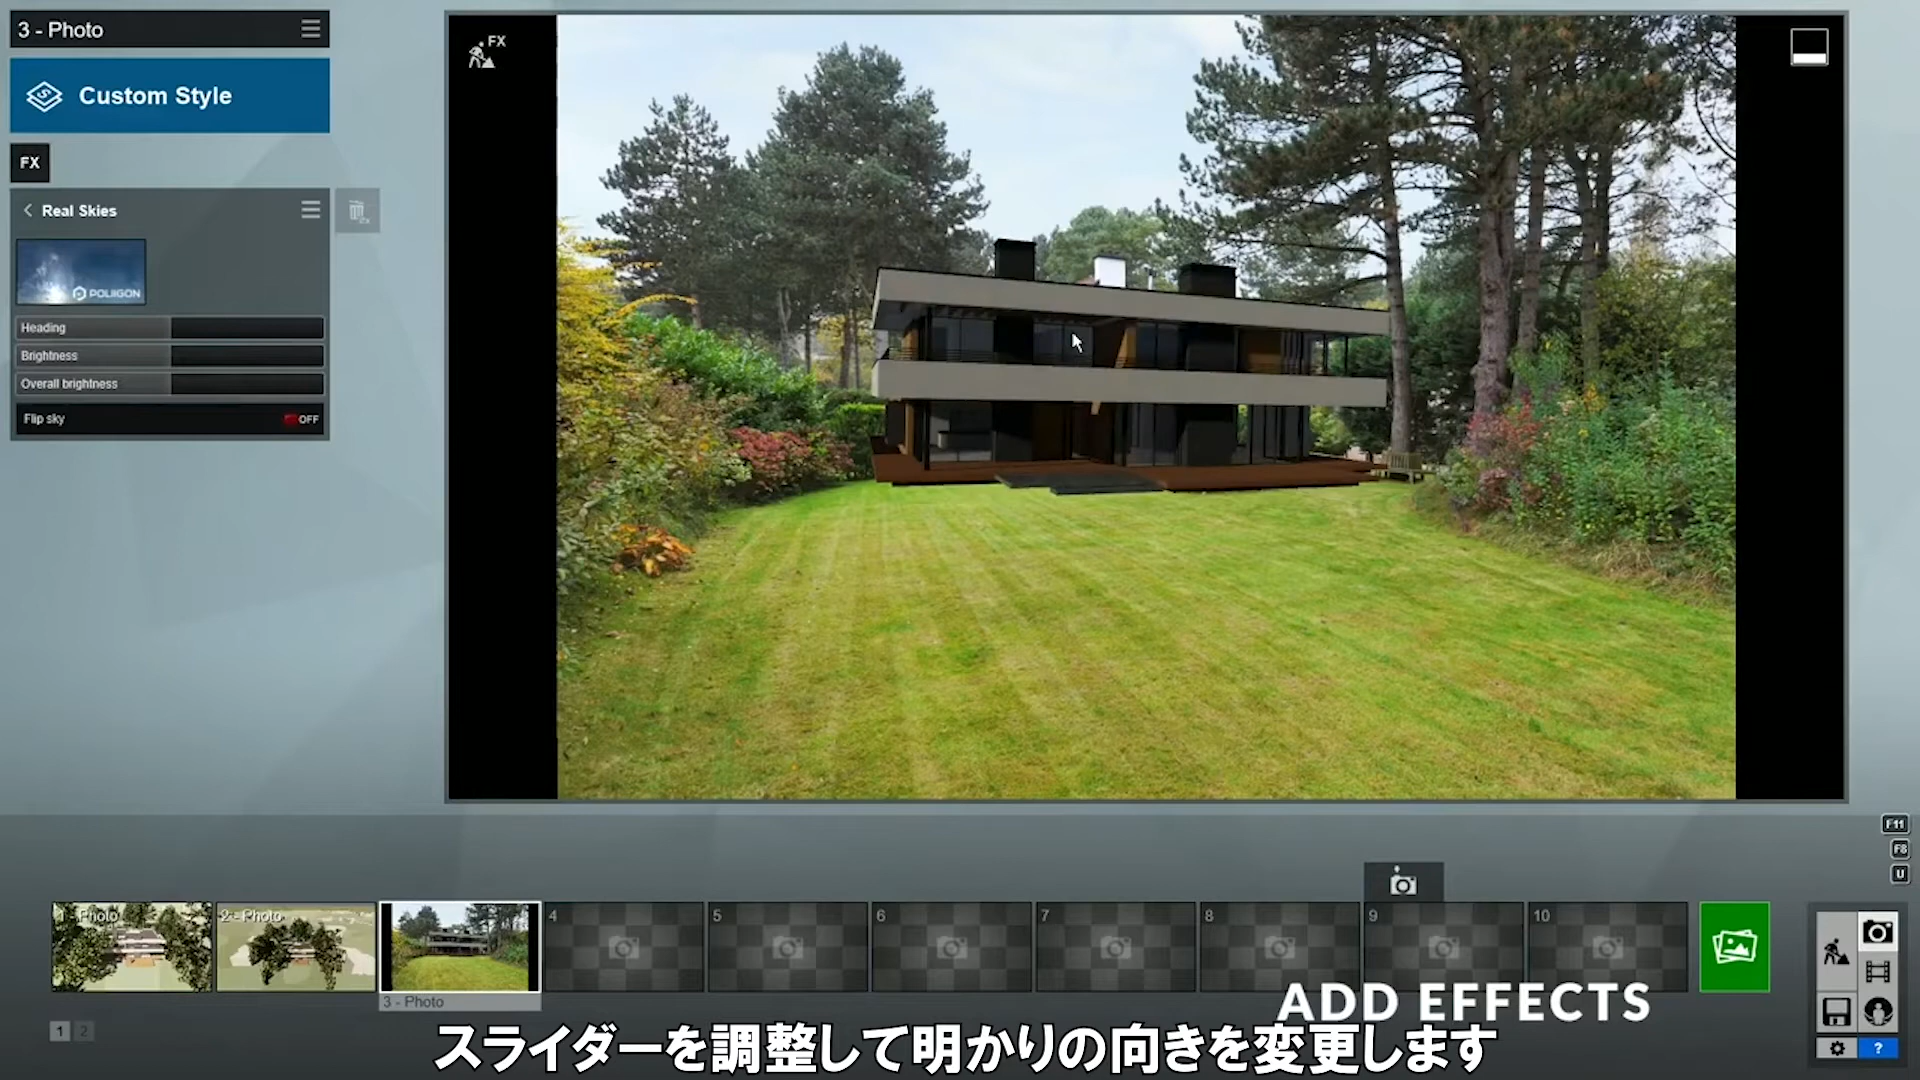 3 - Photo
Custom Style
FX
Real Skies
POLIIGON
Heading
Brightness
Overall brightness
Flip sky
OFF
FX
F11
F8
U
1 - Photo
2 - Photo
4
5
6
7
8
9
10
3 - Photo
1 2
?
ADD EFFECTS
スライダーを調整して明かりの向きを変更します